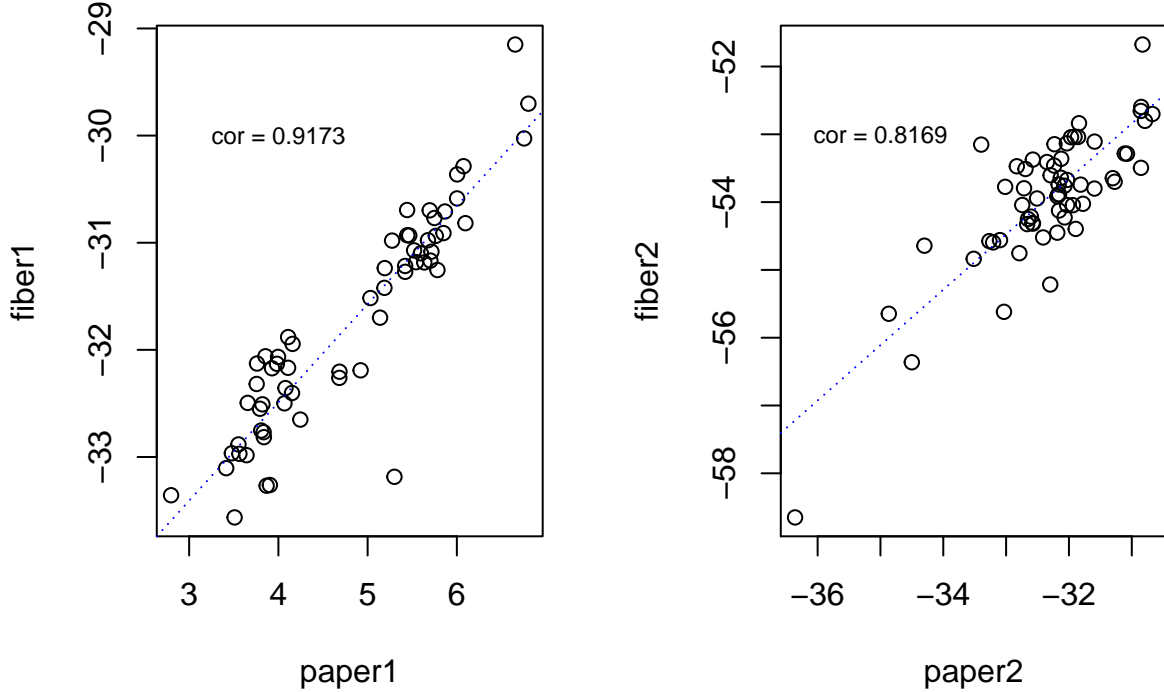 −29
−30
−31
−32
−33
fiber1
cor = 0.9173
3 4 5 6
paper1
−52
−54
−56
−58
fiber2
cor = 0.8169
−36 −34 −32
paper2